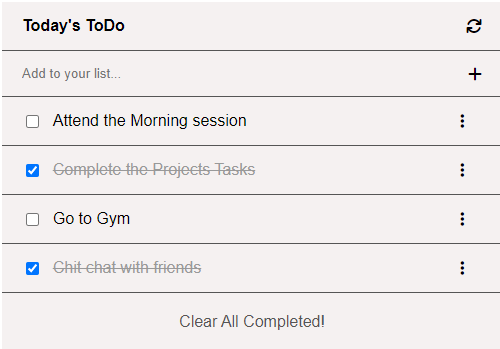 Today's ToDo
Add to your list...
Attend the Morning session
Complete the Projects Tasks
Go to Gym
Chit chat with friends
Clear All Completed!